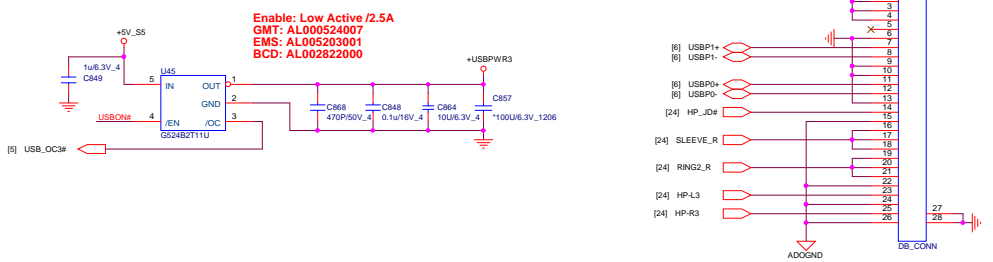 Enable: Low Active /2.5A
GMT: AL000524007
EMS: AL005203001
BCD: AL002822000
+5V_S5
1u/6.3V_4
C849
U45
5
IN
OUT
1
GND
2
USBON#
4
/EN
/OC
3
G524B2T11U
[5] USB_OC3#
+USBPWR3
C868
470P/50V_4
C848
0.1u/16V_4
C864
10U/6.3V_4
C857
*100U/6.3V_1206
3
4
5
6
[6] USBP1+
7
[6] USBP1-
8
9
10
[6] USBP0+
11
[6] USBP0-
12
13
[24] HP_JD#
14
15
16
[24] SLEEVE_R
17
18
19
[24] RING2_R
20
21
22
[24] HP-L3
23
24
[24] HP-R3
25
26
27
28
DB_CONN
ADOGND